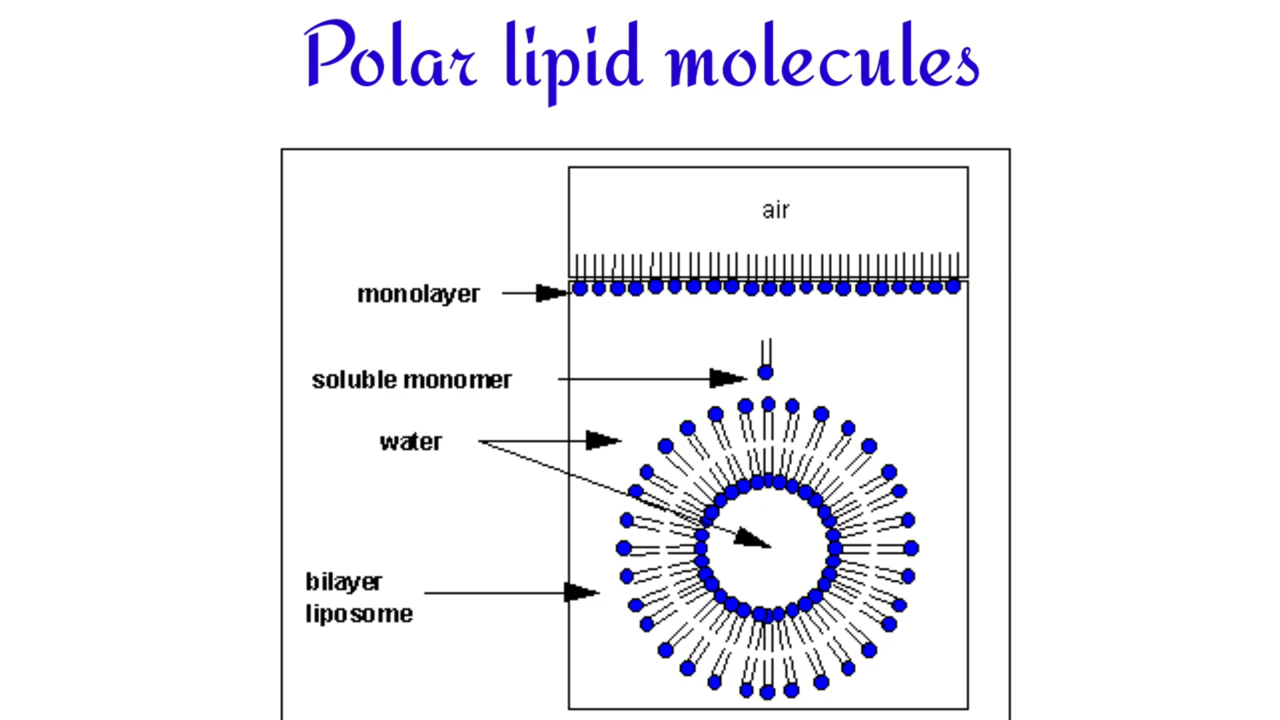 Polar lipid molecules
air
monolayer
soluble monomer
water
bilayer
liposome